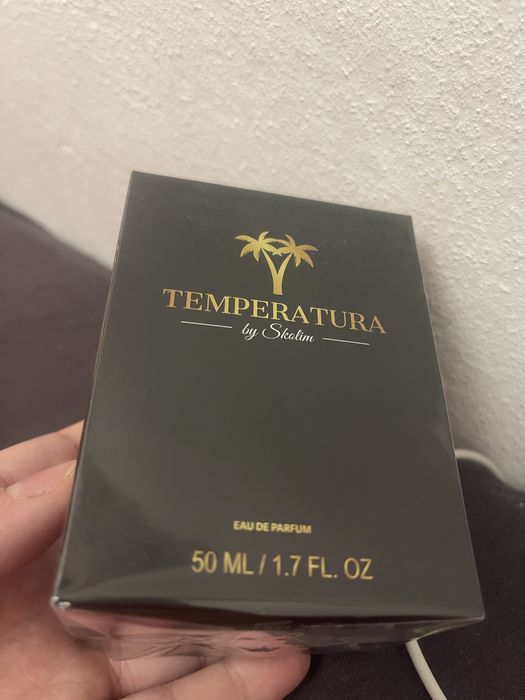 TEMPERATURA
by Skolim
EAU DE PARFUM
50 ML / 1.7 FL. OZ